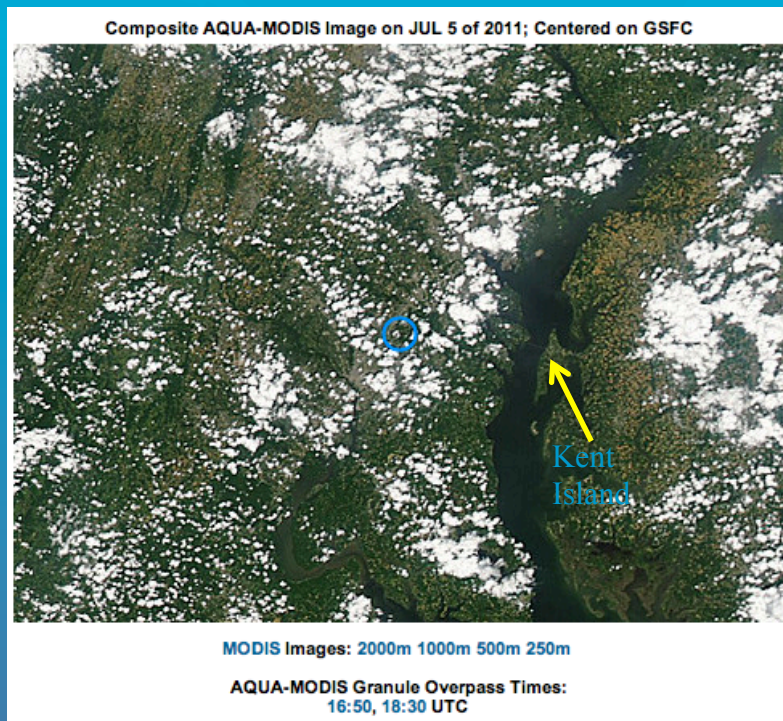 Composite AQUA-MODIS Image on JUL 5 of 2011; Centered on GSFC
Kent
Island
MODIS Images: 2000m 1000m 500m 250m
AQUA-MODIS Granule Overpass Times:
16:50, 18:30 UTC